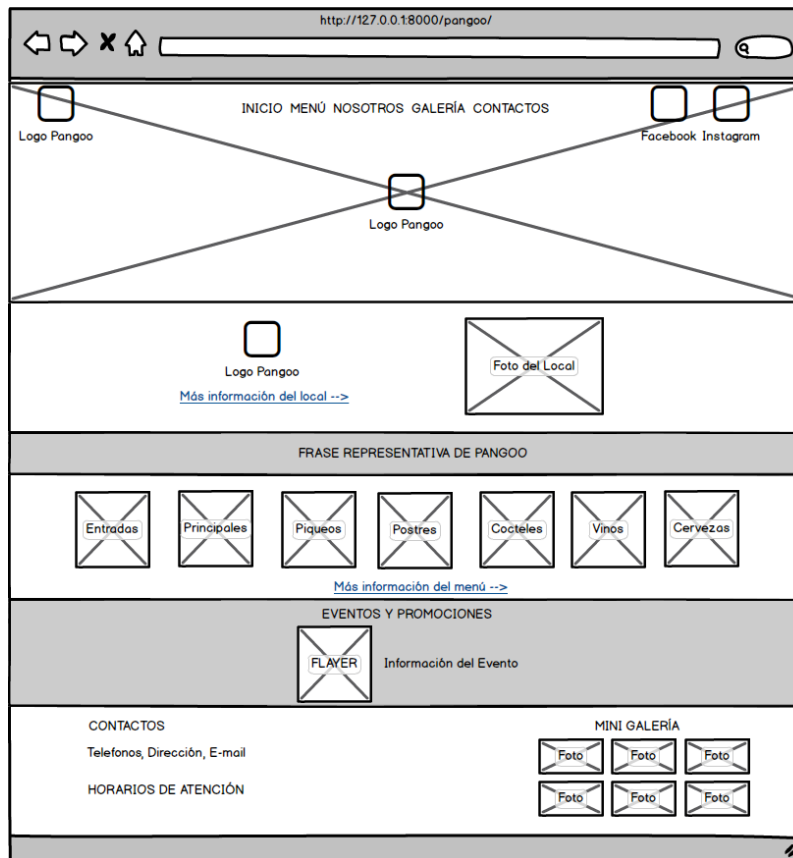 http://127.0.0.1:8000/pangoo/
INICIO MENÚ NOSOTROS GALERÍA CONTACTOS
Logo Pangoo
Facebook Instagram
Logo Pangoo
Logo Pangoo
Más información del local -->
Foto del Local
FRASE REPRESENTATIVA DE PANGOO
Entradas Principales Piqueos Postres Cocteles Vinos Cervezas
Más información del menú -->
EVENTOS Y PROMOCIONES
FLAYER
Información del Evento
CONTACTOS
Telefonos, Dirección, E-mail
HORARIOS DE ATENCIÓN
MINI GALERÍA
Foto Foto Foto
Foto Foto Foto